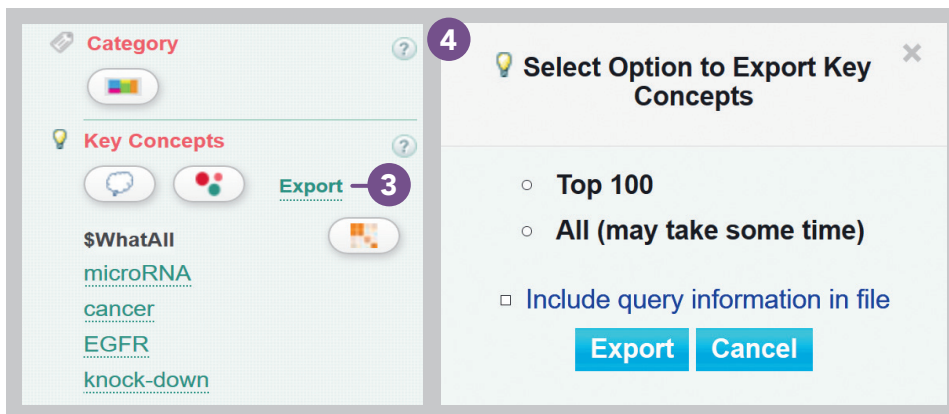 Category
?
Key Concepts
?
Export
3
$WhatAll
microRNA
cancer
EGFR
knock-down
4
Select Option to Export Key
Concepts
×
Top 100
All (may take some time)
Include query information in file
Export Cancel